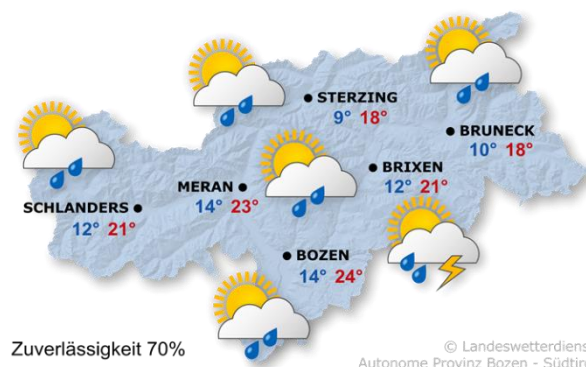 STERZING
9° 18°
BRUNECK
10° 18°
BRIXEN
12° 21°
MERAN
14° 23°
SCHLANDERS
12° 21°
BOZEN
14° 24°
Zuverlässigkeit 70%
© Landeswetterdiens
Autonome Provinz Bozen - Südtiro